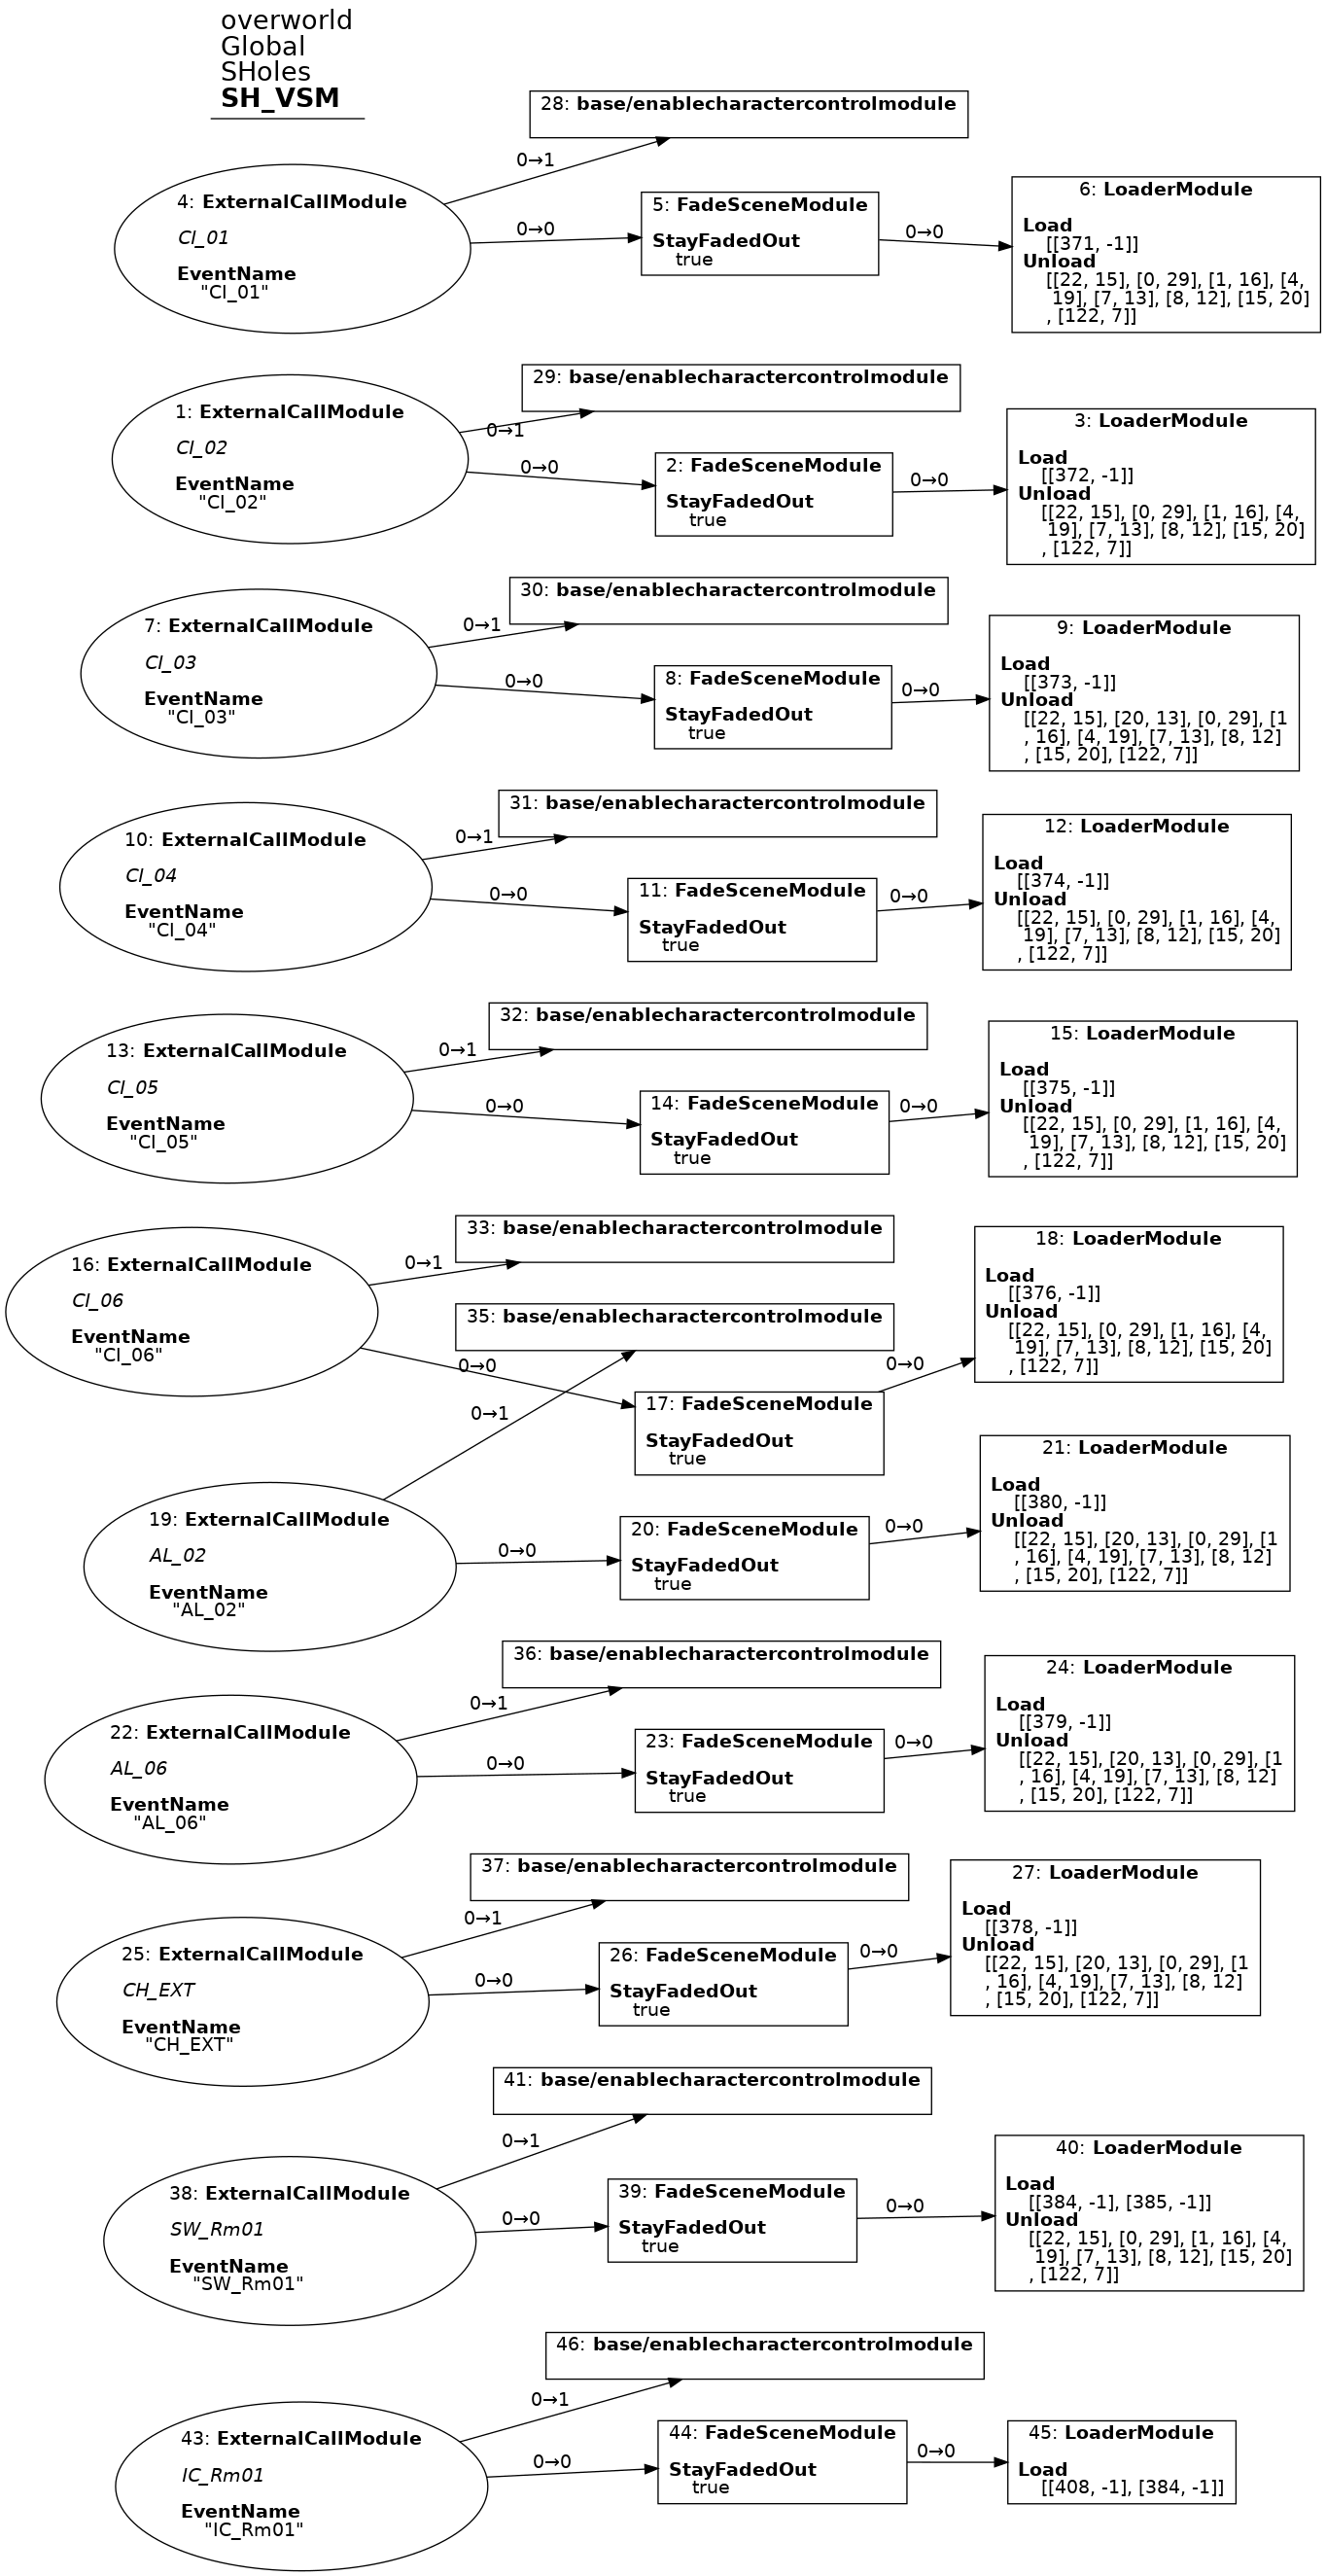 overworld
Global
SHoles
SH_VSM
28: base/enablecharactercontrolmodule
0→1
4: ExternalCallModule
CI_01
EventName
"CI_01"
0→0
5: FadeSceneModule
StayFadedOut
true
0→0
6: LoaderModule
Load
[[371, -1]]
Unload
[[22, 15], [0, 29], [1, 16], [4,
19], [7, 13], [8, 12], [15, 20]
, [122, 7]]
29: base/enablecharactercontrolmodule
0→1
1: ExternalCallModule
CI_02
EventName
"CI_02"
0→0
2: FadeSceneModule
StayFadedOut
true
0→0
3: LoaderModule
Load
[[372, -1]]
Unload
[[22, 15], [0, 29], [1, 16], [4,
19], [7, 13], [8, 12], [15, 20]
, [122, 7]]
30: base/enablecharactercontrolmodule
0→1
7: ExternalCallModule
CI_03
EventName
"CI_03"
0→0
8: FadeSceneModule
StayFadedOut
true
0→0
9: LoaderModule
Load
[[373, -1]]
Unload
[[22, 15], [20, 13], [0, 29], [1
, 16], [4, 19], [7, 13], [8, 12]
, [15, 20], [122, 7]]
31: base/enablecharactercontrolmodule
0→1
10: ExternalCallModule
CI_04
EventName
"CI_04"
0→0
11: FadeSceneModule
StayFadedOut
true
0→0
12: LoaderModule
Load
[[374, -1]]
Unload
[[22, 15], [0, 29], [1, 16], [4,
19], [7, 13], [8, 12], [15, 20]
, [122, 7]]
32: base/enablecharactercontrolmodule
0→1
13: ExternalCallModule
CI_05
EventName
"CI_05"
0→0
14: FadeSceneModule
StayFadedOut
true
0→0
15: LoaderModule
Load
[[375, -1]]
Unload
[[22, 15], [0, 29], [1, 16], [4,
19], [7, 13], [8, 12], [15, 20]
, [122, 7]]
33: base/enablecharactercontrolmodule
0→1
16: ExternalCallModule
CI_06
EventName
"CI_06"
0→0
17: FadeSceneModule
StayFadedOut
true
0→0
18: LoaderModule
Load
[[376, -1]]
Unload
[[22, 15], [0, 29], [1, 16], [4,
19], [7, 13], [8, 12], [15, 20]
, [122, 7]]
35: base/enablecharactercontrolmodule
0→1
19: ExternalCallModule
AL_02
EventName
"AL_02"
0→0
20: FadeSceneModule
StayFadedOut
true
0→0
21: LoaderModule
Load
[[380, -1]]
Unload
[[22, 15], [20, 13], [0, 29], [1
, 16], [4, 19], [7, 13], [8, 12]
, [15, 20], [122, 7]]
36: base/enablecharactercontrolmodule
0→1
22: ExternalCallModule
AL_06
EventName
"AL_06"
0→0
23: FadeSceneModule
StayFadedOut
true
0→0
24: LoaderModule
Load
[[379, -1]]
Unload
[[22, 15], [20, 13], [0, 29], [1
, 16], [4, 19], [7, 13], [8, 12]
, [15, 20], [122, 7]]
37: base/enablecharactercontrolmodule
0→1
25: ExternalCallModule
CH_EXT
EventName
"CH_EXT"
0→0
26: FadeSceneModule
StayFadedOut
true
0→0
27: LoaderModule
Load
[[378, -1]]
Unload
[[22, 15], [20, 13], [0, 29], [1
, 16], [4, 19], [7, 13], [8, 12]
, [15, 20], [122, 7]]
41: base/enablecharactercontrolmodule
0→1
38: ExternalCallModule
SW_Rm01
EventName
"SW_Rm01"
0→0
39: FadeSceneModule
StayFadedOut
true
0→0
40: LoaderModule
Load
[[384, -1], [385, -1]]
Unload
[[22, 15], [0, 29], [1, 16], [4,
19], [7, 13], [8, 12], [15, 20]
, [122, 7]]
46: base/enablecharactercontrolmodule
0→1
43: ExternalCallModule
IC_Rm01
EventName
"IC_Rm01"
0→0
44: FadeSceneModule
StayFadedOut
true
0→0
45: LoaderModule
Load
[[408, -1], [384, -1]]